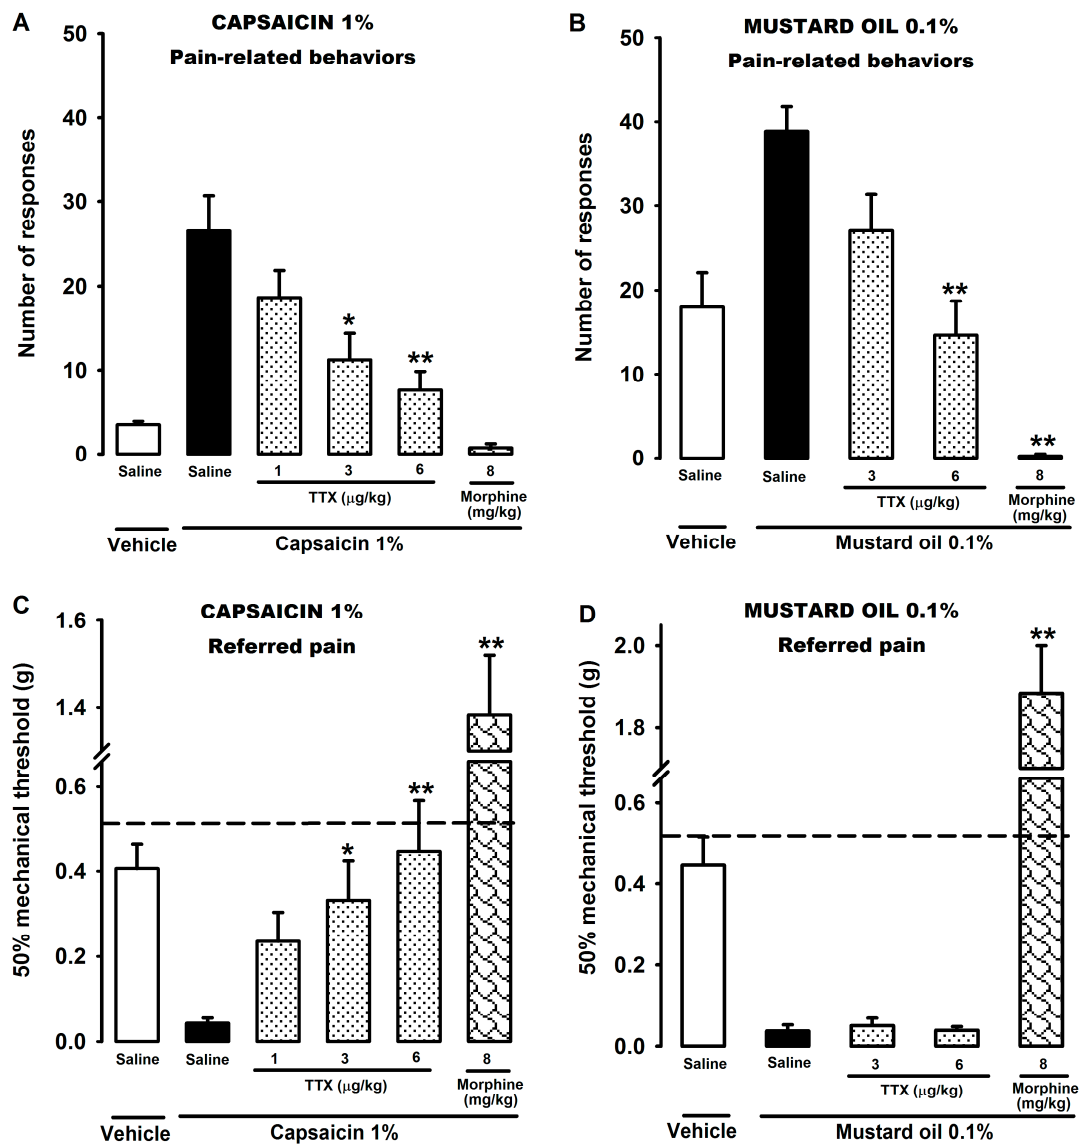 A
CAPSAICIN 1%
Pain-related behaviors
Number of responses
50
40
30
20
10
0
*
**
Saline
Saline
1
3
6
8
TTX (μg/kg)
Morphine
(mg/kg)
Vehicle
Capsaicin 1%
B
MUSTARD OIL 0.1%
Pain-related behaviors
Number of responses
50
40
30
20
10
0
**
**
Saline
Saline
3
6
8
TTX (μg/kg)
Morphine
(mg/kg)
Vehicle
Mustard oil 0.1%
C
CAPSAICIN 1%
Referred pain
50% mechanical threshold (g)
1.6
1.4
0.6
0.4
0.2
0.0
*
**
**
Saline
Saline
1
3
6
8
TTX (μg/kg)
Morphine
(mg/kg)
Vehicle
Capsaicin 1%
D
MUSTARD OIL 0.1%
Referred pain
50% mechanical threshold (g)
2.0
1.8
0.6
0.4
0.2
0.0
**
Saline
Saline
3
6
8
TTX (μg/kg)
Morphine
(mg/kg)
Vehicle
Mustard oil 0.1%